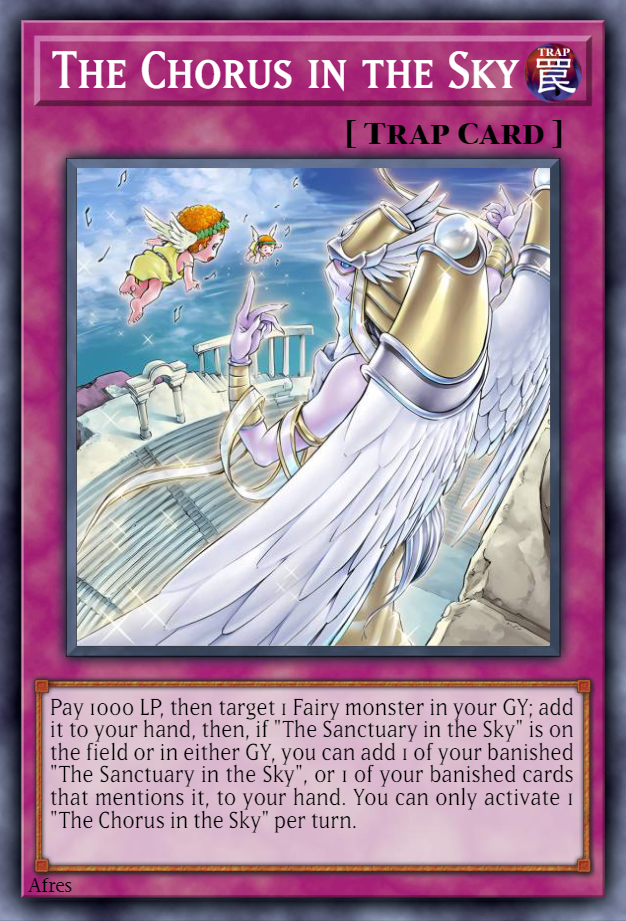 The Chorus in the Sky
TRAP
罠
[ Trap Card ]
Pay 1000 LP, then target 1 Fairy monster in your GY; add
it to your hand, then, if "The Sanctuary in the Sky" is on
the field or in either GY, you can add 1 of your banished
"The Sanctuary in the Sky", or 1 of your banished cards
that mentions it, to your hand. You can only activate 1
"The Chorus in the Sky" per turn.
Afres